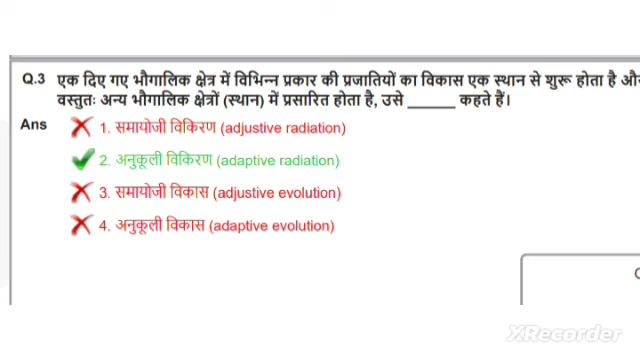 Q.3 एक दिए गए भौगोलिक क्षेत्र में विभिन्न प्रकार की प्रजातियों का विकास एक स्थान से शुरू होता है
वस्तुतः अन्य भौगोलिक क्षेत्रों (स्थान) में प्रसारित होता है, उसे ______ कहते हैं।
Ans 1. समायोजी विकिरण (adjustive radiation)
2. अनुकूली विकिरण (adaptive radiation)
3. समायोजी विकास (adjustive evolution)
4. अनुकूली विकास (adaptive evolution)
XRecorder